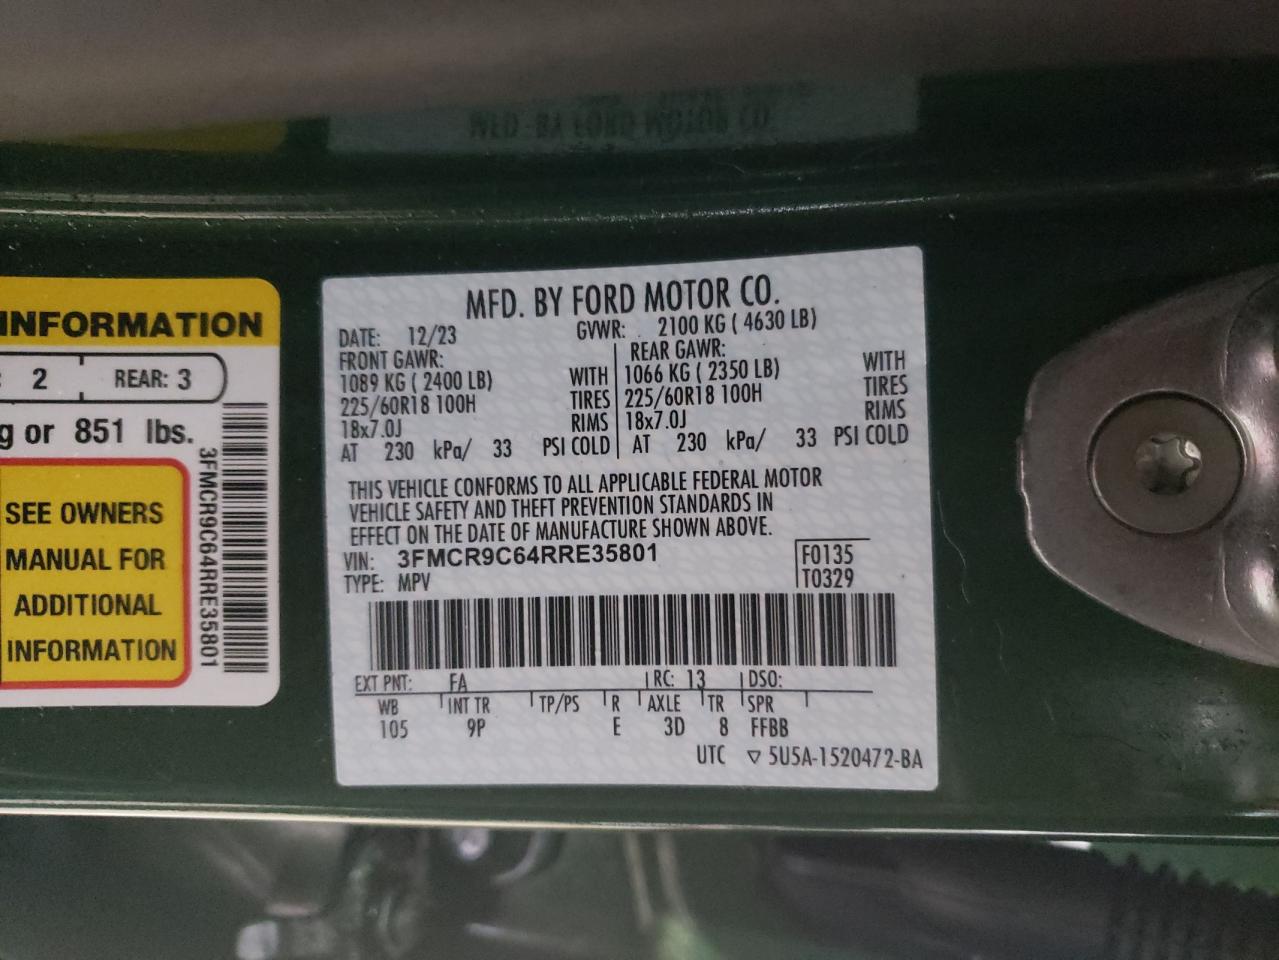 INFORMATION
2 REAR: 3
g or 851 lbs.
SEE OWNERS
MANUAL FOR
ADDITIONAL
INFORMATION
3FMCR9C64RRE35801
MFD. BY FORD MOTOR CO.
DATE: 12/23 GVWR: 2100 KG ( 4630 LB)
FRONT GAWR: REAR GAWR:
1089 KG ( 2400 LB) WITH 1066 KG ( 2350 LB) WITH
225/60R18 100H TIRES 225/60R18 100H TIRES
18x7.0J RIMS 18x7.0J RIMS
AT 230 kPa/ 33 PSI COLD AT 230 kPa/ 33 PSI COLD
THIS VEHICLE CONFORMS TO ALL APPLICABLE FEDERAL MOTOR
VEHICLE SAFETY AND THEFT PREVENTION STANDARDS IN
EFFECT ON THE DATE OF MANUFACTURE SHOWN ABOVE.
VIN: 3FMCR9C64RRE35801 F0135
TYPE: MPV T0329
EXT PNT: FA RC: 13 DSO:
WB INT TR TP/PS R AXLE TR SPR
105 9P E 3D 8 FFBB
UTC ▽ 5U5A-1520472-BA